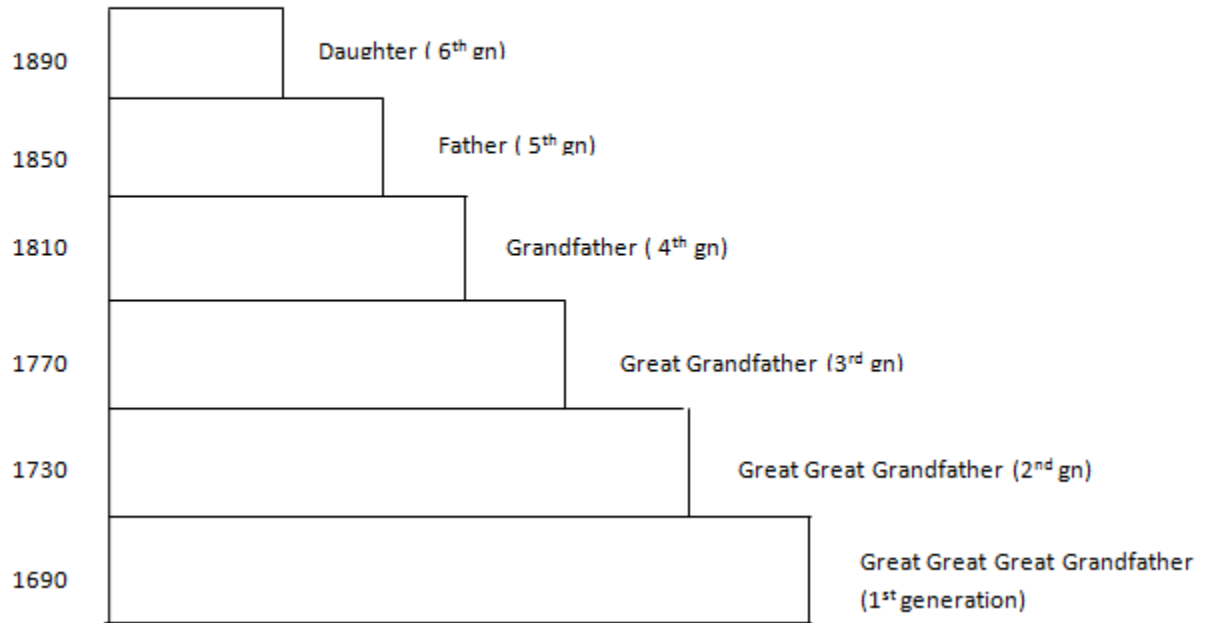 1890 Daughter ( 6th gn)
1850 Father ( 5th gn)
1810 Grandfather ( 4th gn)
1770 Great Grandfather (3rd gn)
1730 Great Great Grandfather (2nd gn)
1690 Great Great Great Grandfather
(1st generation)